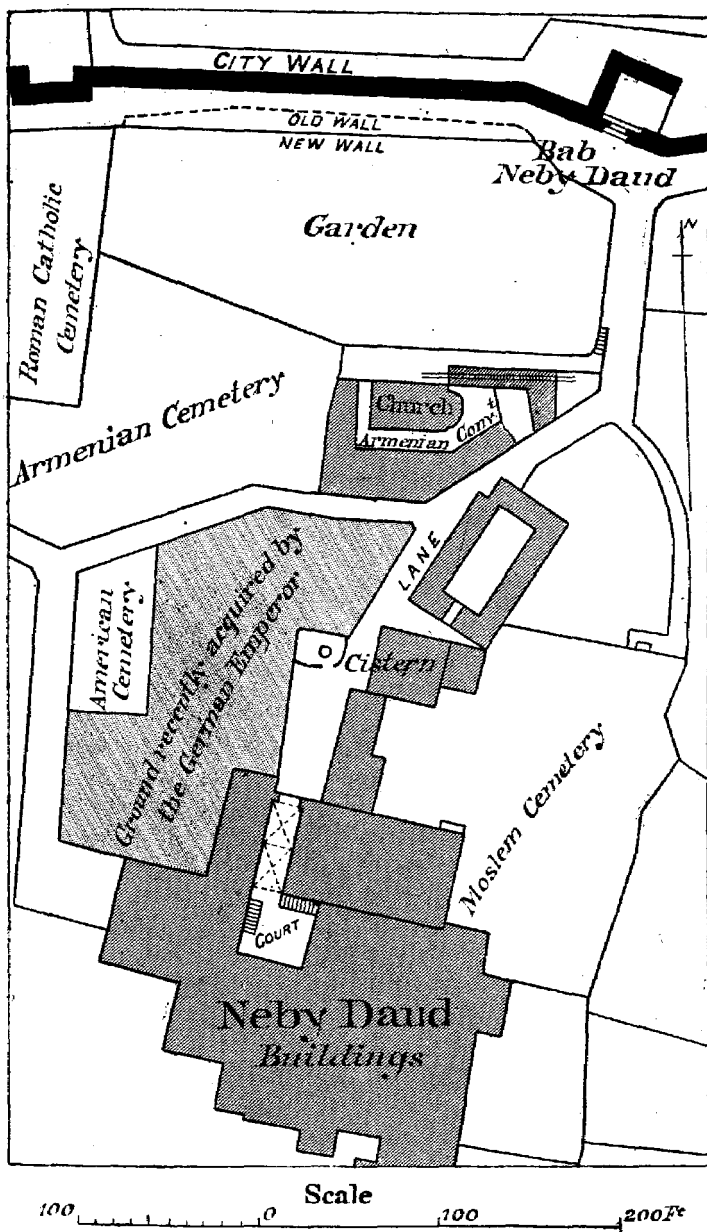 CITY WALL
OLD WALL
NEW WALL
Bab
Neby Daud
Garden
N
Roman Catholic
Cemetery
Armenian Cemetery
Church
Armenian Conv.t
LANE
American
Cemetery
Ground recently acquired by
the German Emperor
Cistern
Moslem Cemetery
COURT
Neby Daud
Buildings
Scale
100 0 100 200 Ft